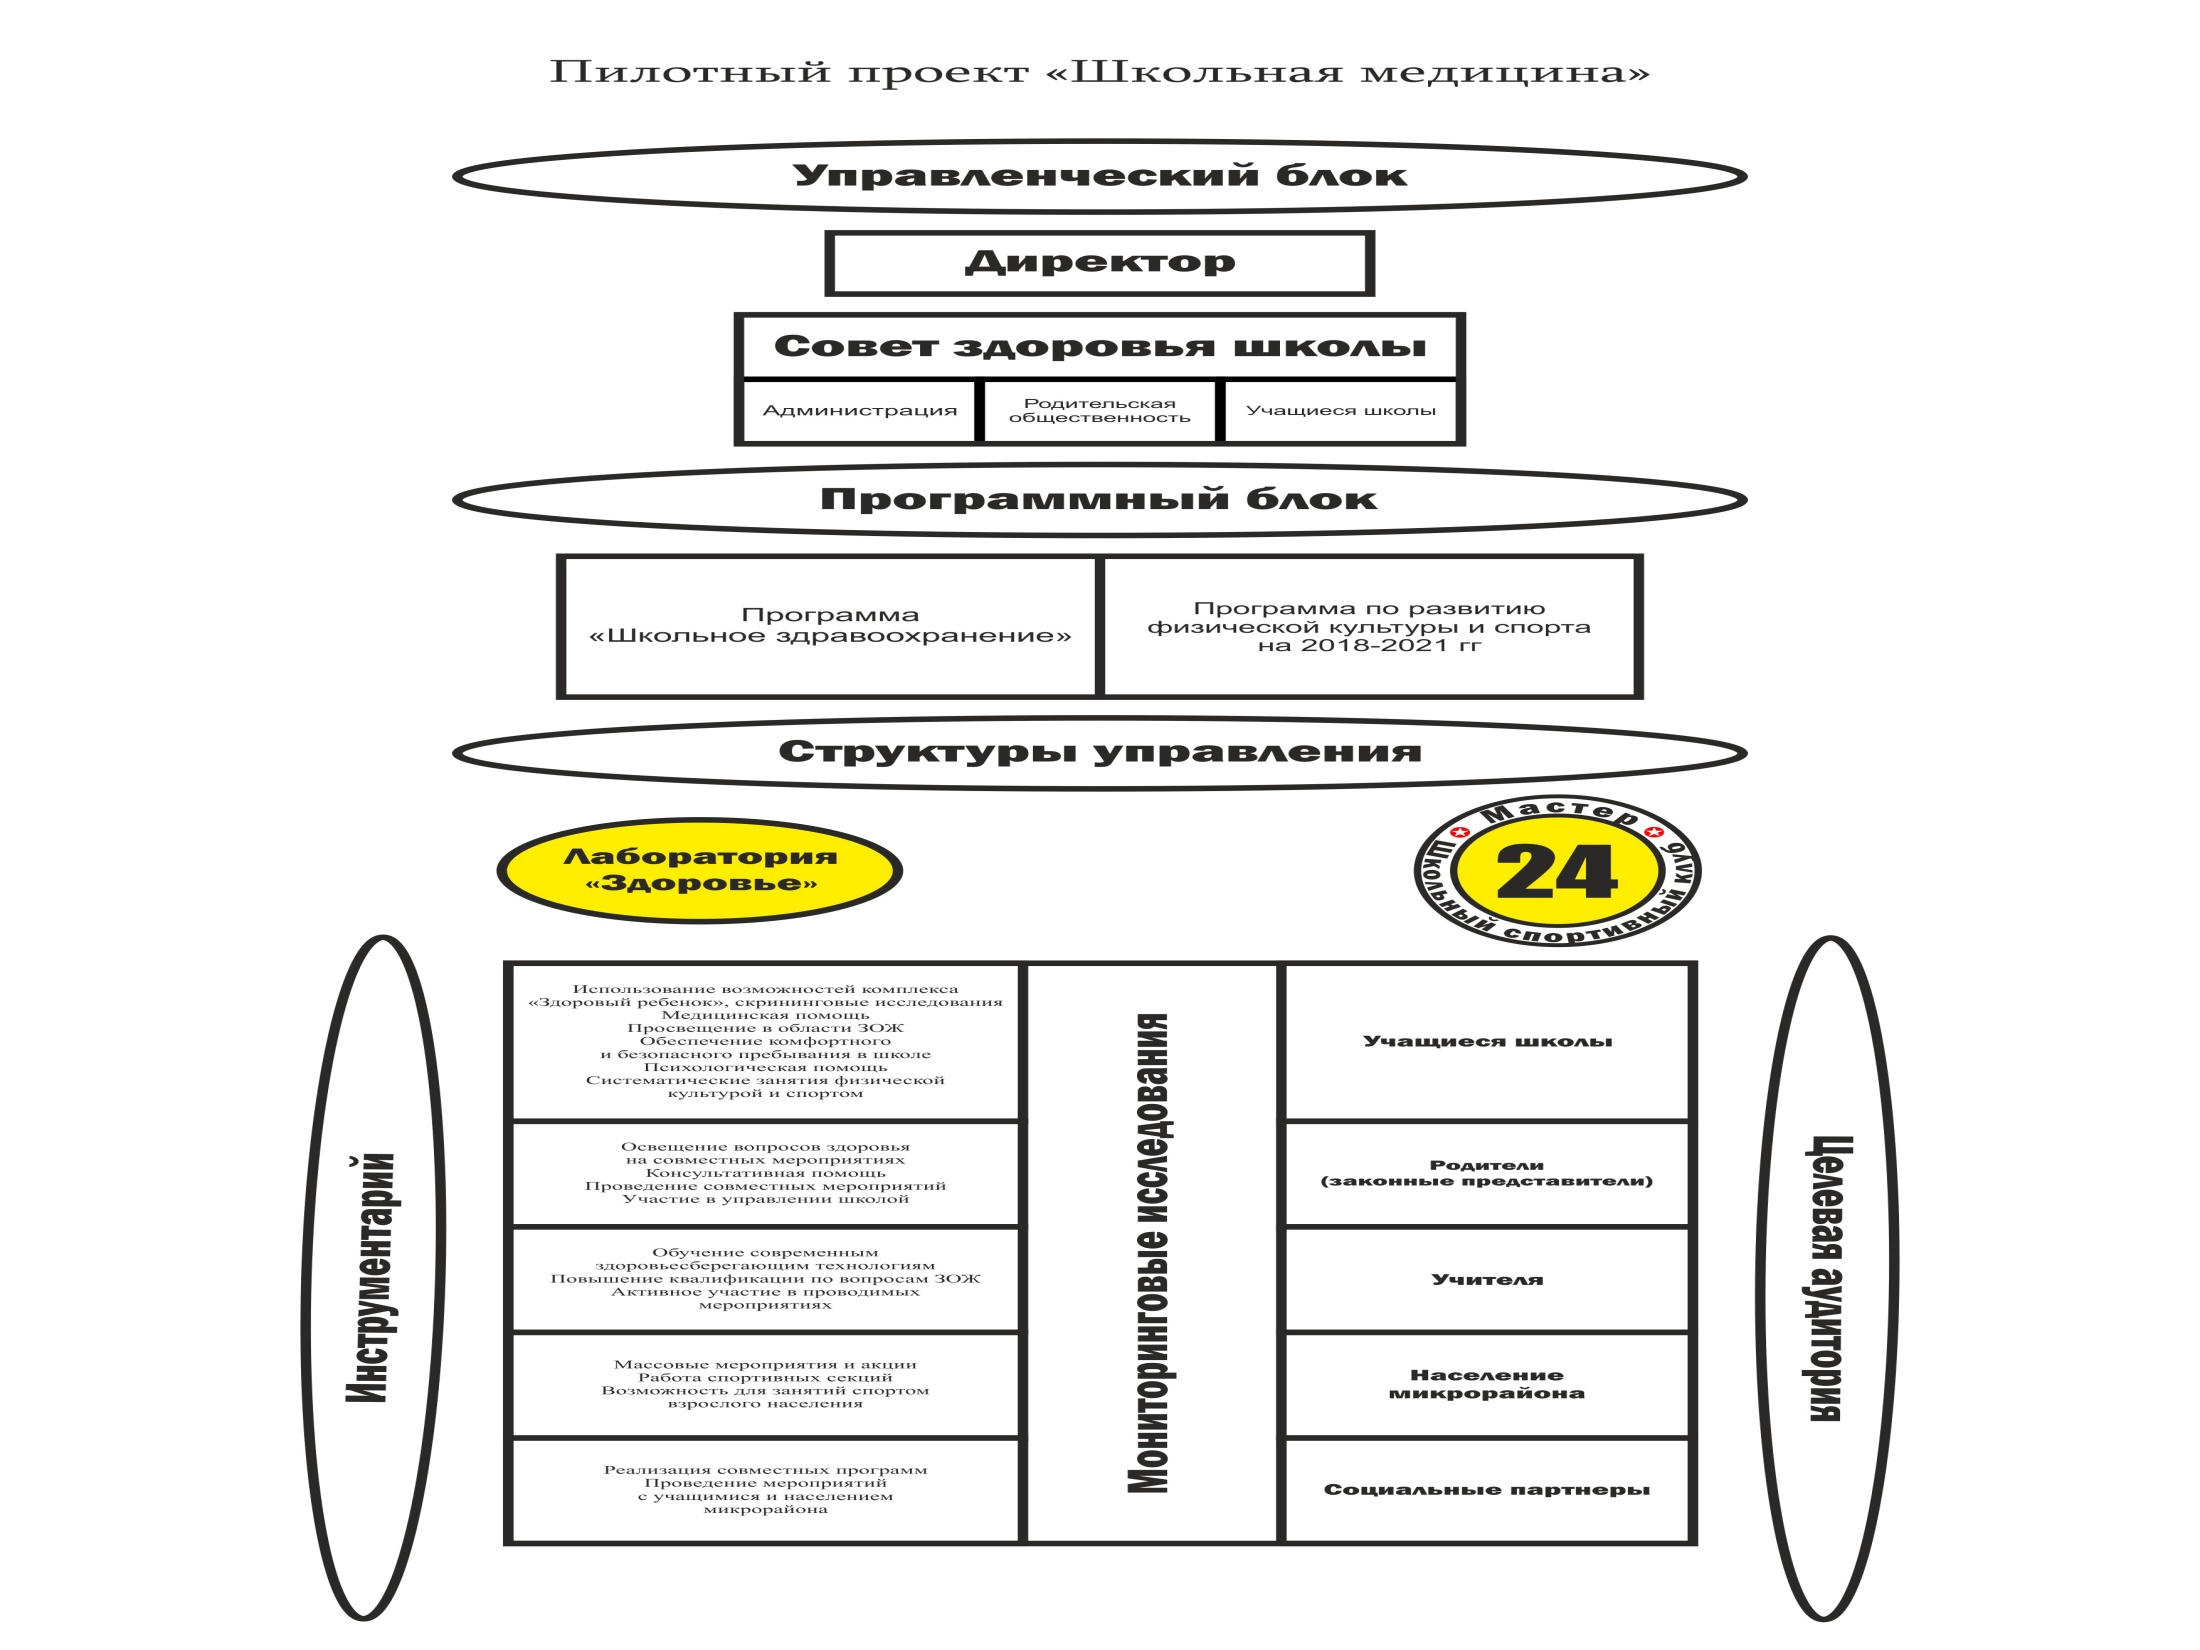 Пилотный проект «Школьная медицина»
Управленческий блок
Директор
Совет здоровья школы
Администрация
Родительская
общественность
Учащиеся школы
Программный блок
Программа
«Школьное здравоохранение»
Программа по развитию
физической культуры и спорта
на 2018-2021 гг
Структуры управления
Лаборатория
«Здоровье»
Мастер
24
Школьный спортивный клуб
Инструментарий
Использование возможностей комплекса
«Здоровый ребенок», скрининговые исследования
Медицинская помощь
Просвещение в области ЗОЖ
Обеспечение комфортного
и безопасного пребывания в школе
Психологическая помощь
Систематические занятия физической
культурой и спортом
Освещение вопросов здоровья
на совместных мероприятиях
Консультативная помощь
Проведение совместных мероприятий
Участие в управлении школой
Обучение современным
здоровьесберегающим технологиям
Повышение квалификации по вопросам ЗОЖ
Активное участие в проводимых
мероприятиях
Массовые мероприятия и акции
Работа спортивных секций
Возможность для занятий спортом
взрослого населения
Реализация совместных программ
Проведение мероприятий
с учащимися и населением
микрорайона
Мониторинговые исследования
Учащиеся школы
Родители
(законные представители)
Учителя
Население
микрорайона
Социальные партнеры
Целевая аудитория